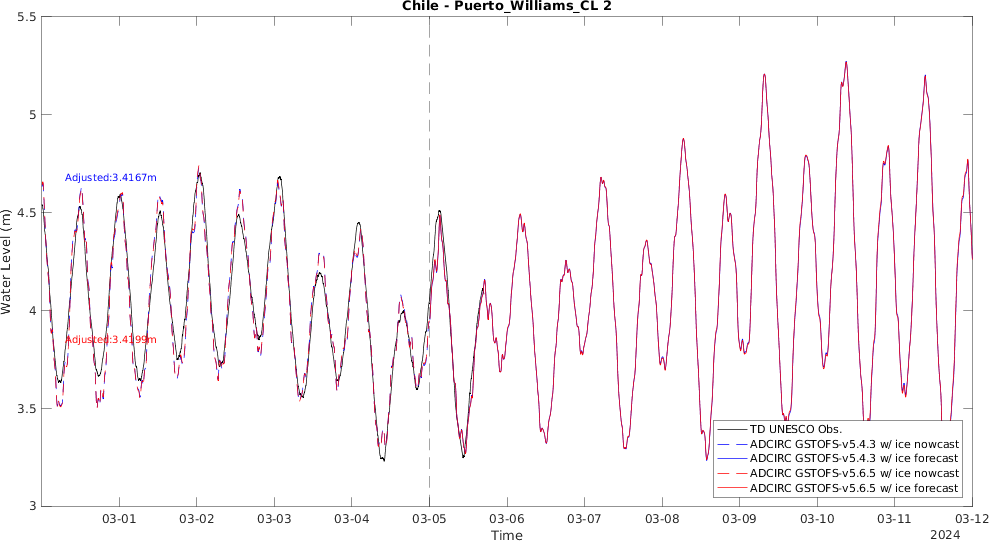 Chile - Puerto_Williams_CL 2
5.5
5
4.5
4
3.5
3
Water Level (m)
Adjusted:3.4167m
Adjusted:3.4199m
TD UNESCO Obs.
ADCIRC GSTOFS-v5.4.3 w/ ice nowcast
ADCIRC GSTOFS-v5.4.3 w/ ice forecast
ADCIRC GSTOFS-v5.6.5 w/ ice nowcast
ADCIRC GSTOFS-v5.6.5 w/ ice forecast
03-01 03-02 03-03 03-04 03-05 03-06 03-07 03-08 03-09 03-10 03-11 03-12
Time
2024